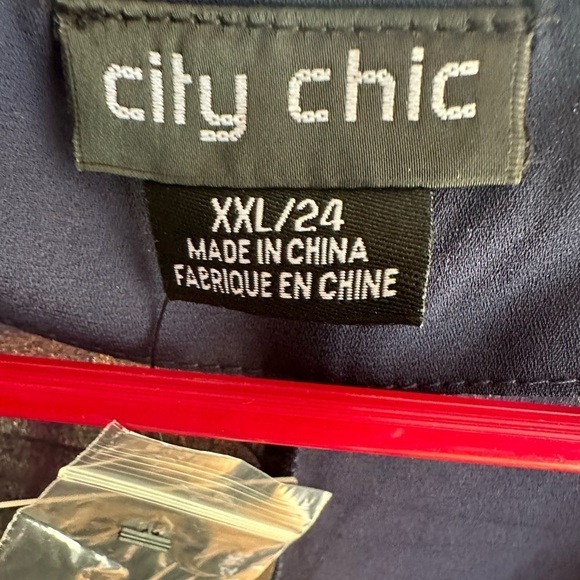 city chic
XXL/24
MADE IN CHINA
FABRIQUE EN CHINE